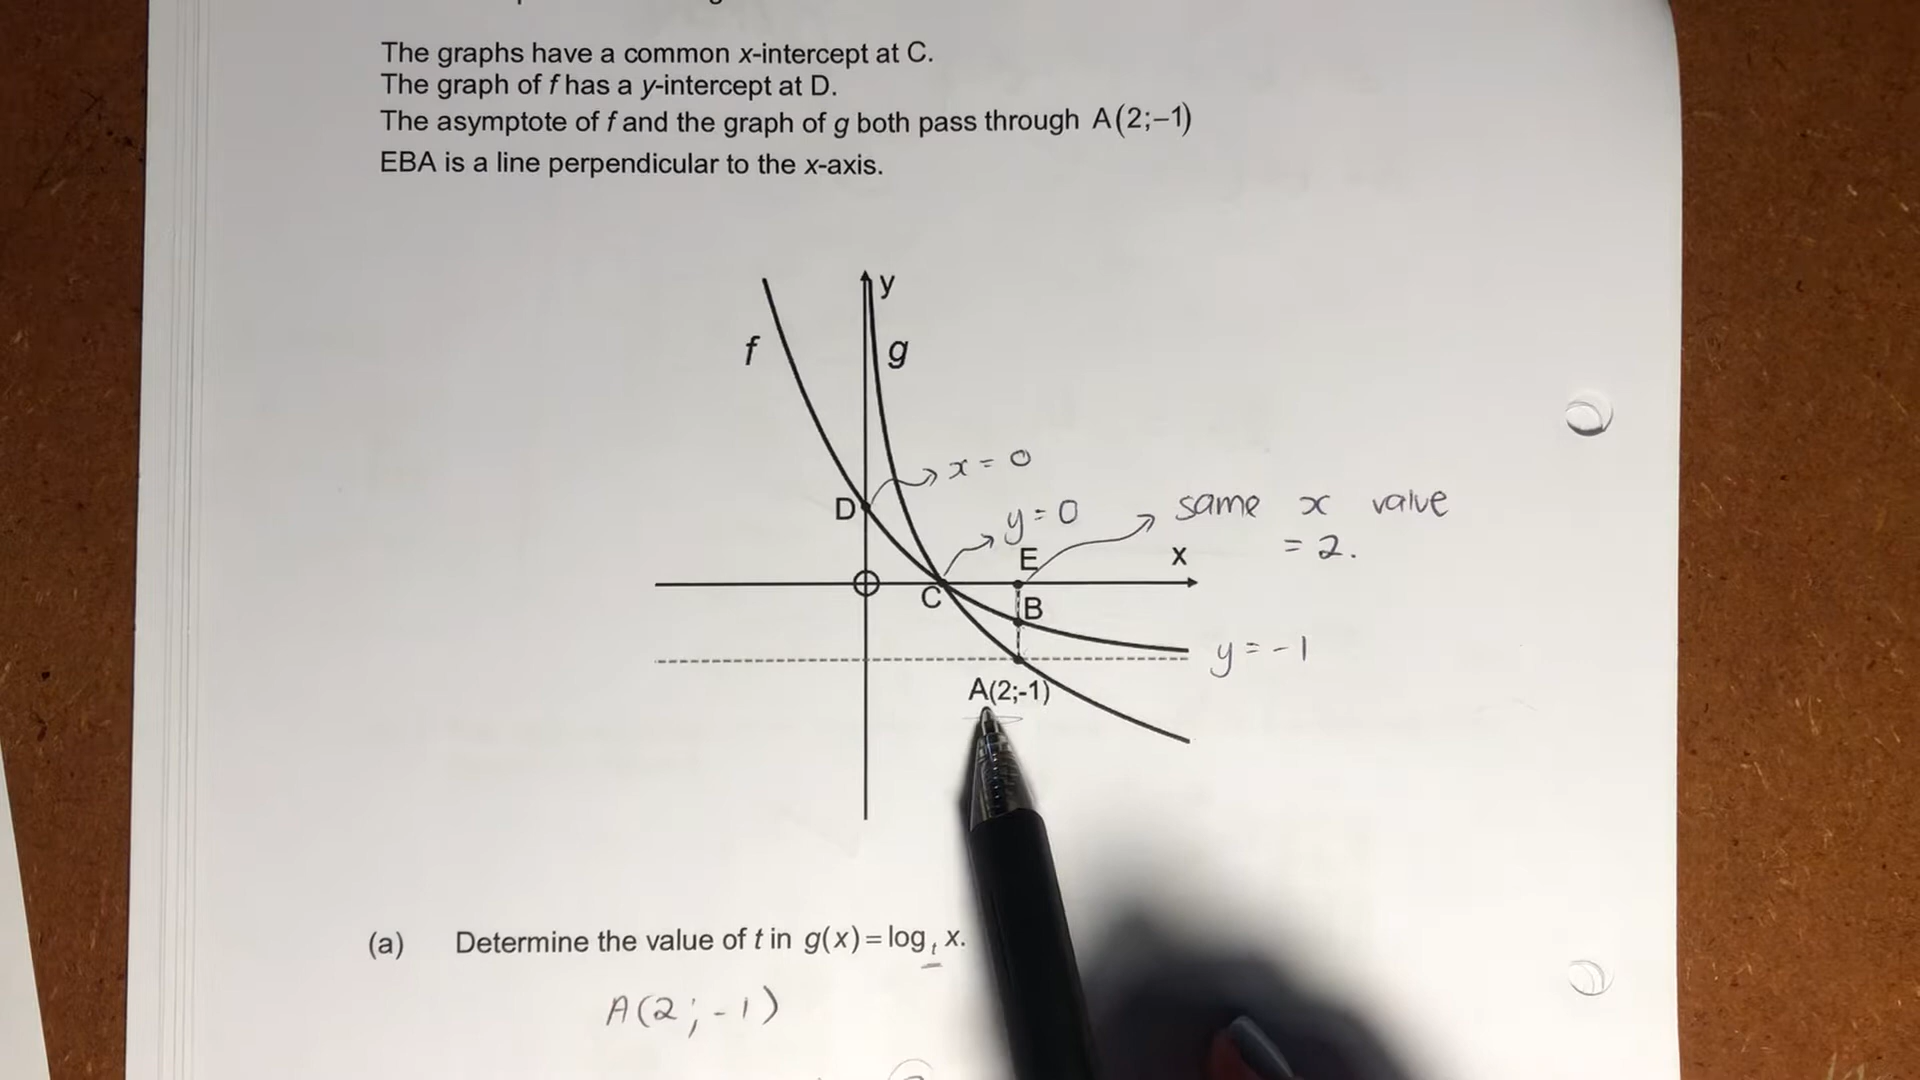 The graphs have a common x-intercept at C.
The graph of f has a y-intercept at D.
The asymptote of f and the graph of g both pass through A(2;–1)
EBA is a line perpendicular to the x-axis.
y
f
g
x = 0
D
y = 0
same x value
= 2.
E
x
C
B
y = -1
A(2;-1)
(a) Determine the value of t in g(x) = log t x.
A(2;-1)